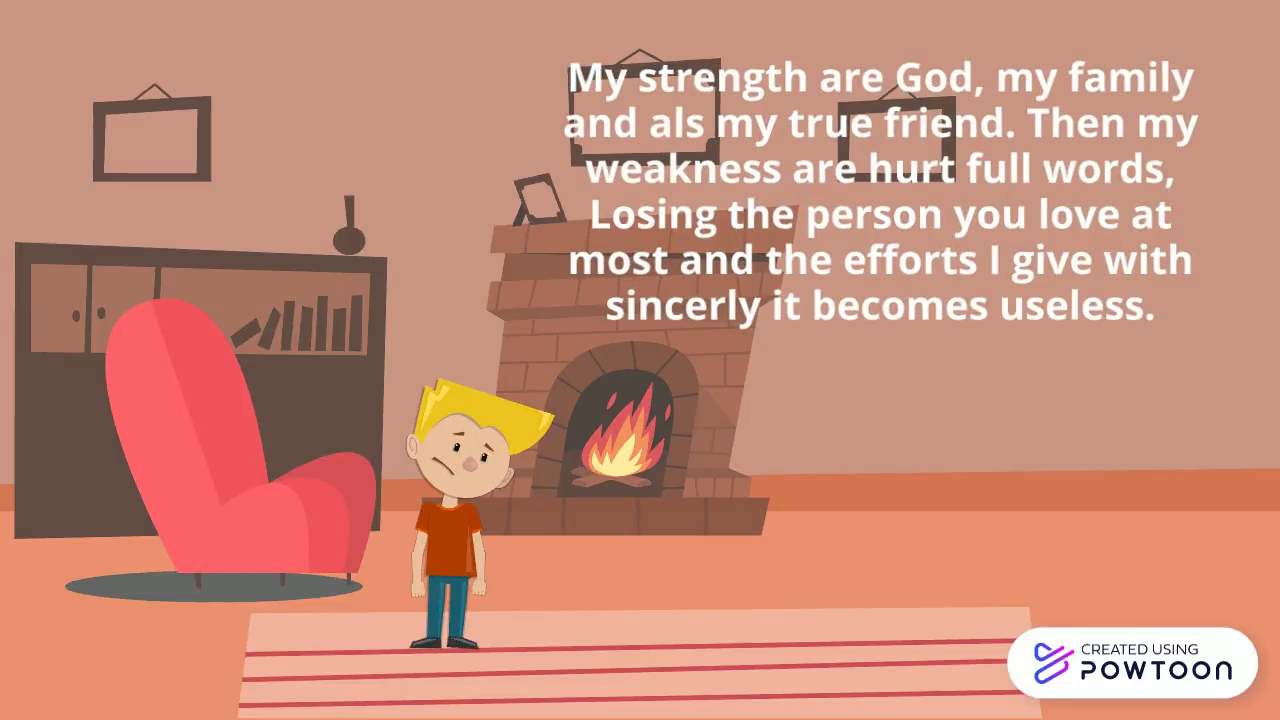 My strength are God, my family
and als my true friend. Then my
weakness are hurt full words,
Losing the person you love at
most and the efforts I give with
sincerly it becomes useless.
CREATED USING
POWTOON